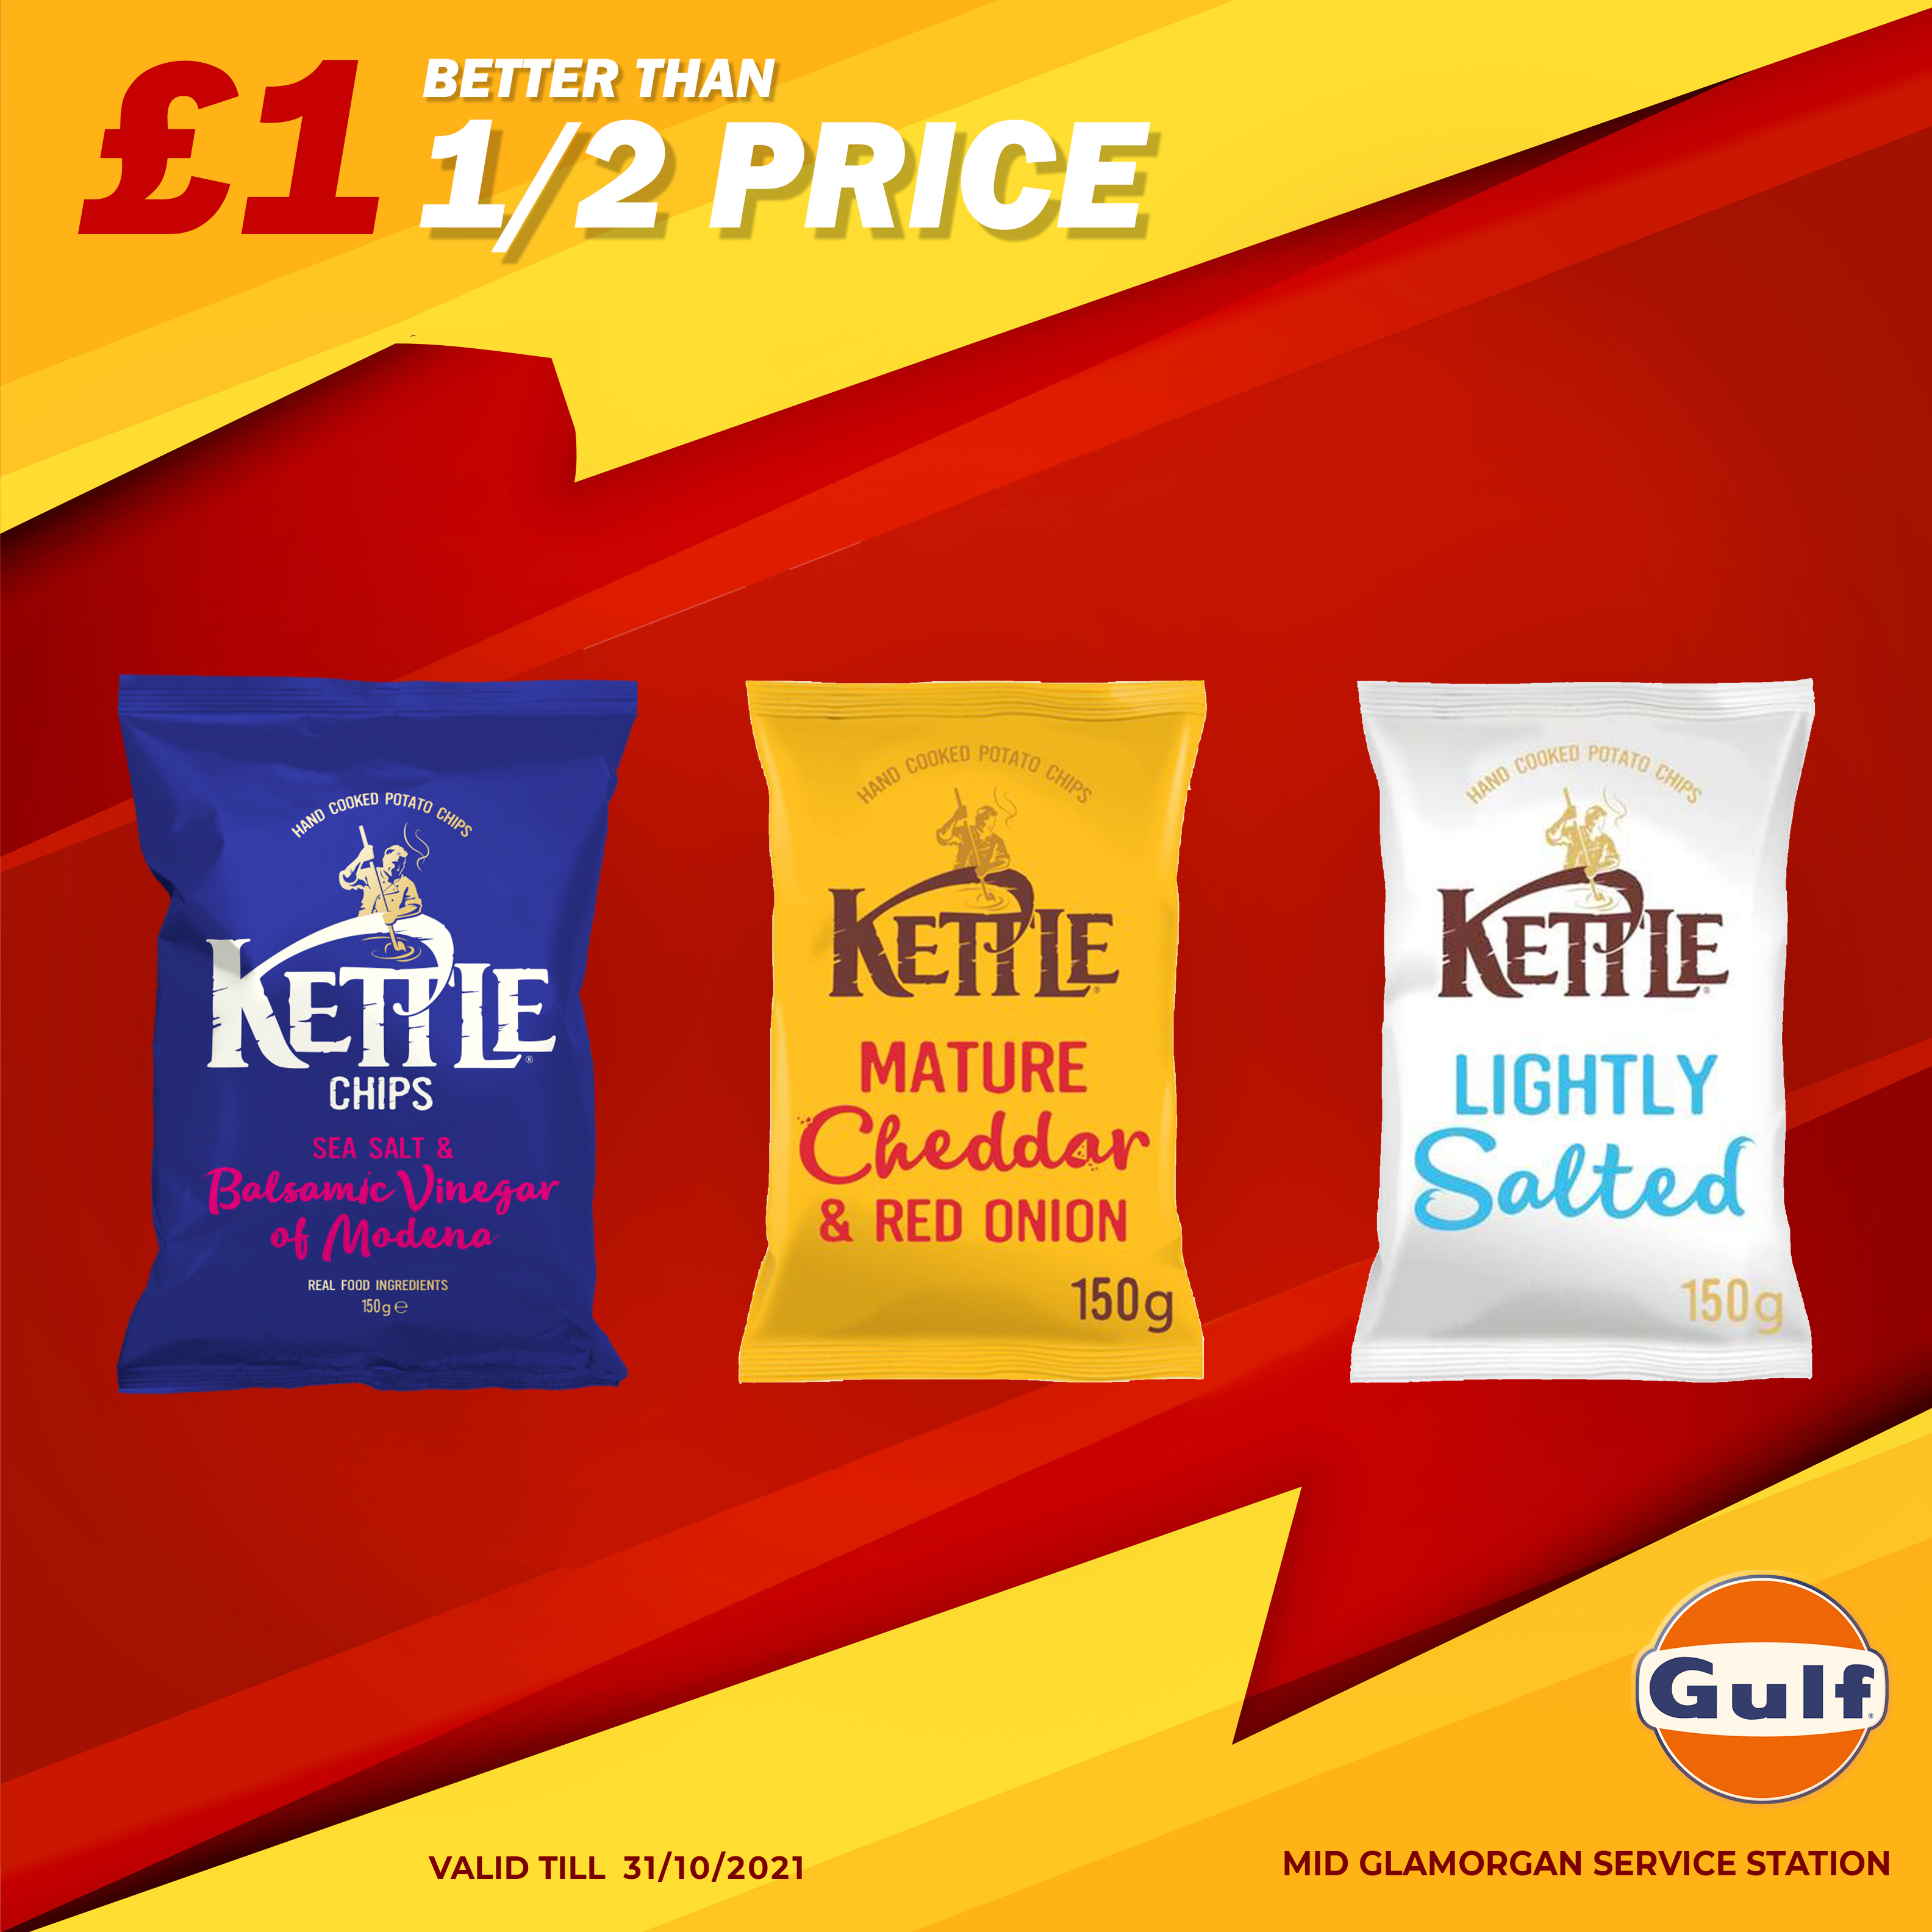 £1 BETTER THAN
1/2 PRICE
HAND COOKED POTATO CHIPS
KETTLE
®
CHIPS
SEA SALT &
Balsamic Vinegar
of Modena
REAL FOOD INGREDIENTS
150g ℮
HAND COOKED POTATO CHIPS
KETTLE
®
MATURE
Cheddar
& RED ONION
150g
HAND COOKED POTATO CHIPS
KETTLE
®
LIGHTLY
Salted
150g
Gulf®
VALID TILL 31/10/2021
MID GLAMORGAN SERVICE STATION